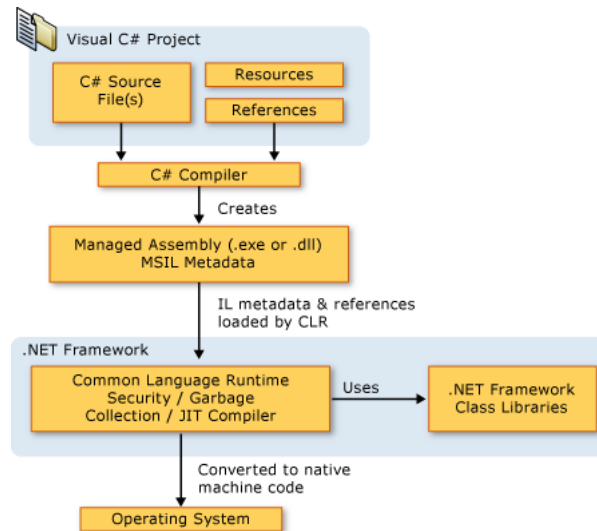 Visual C# Project
C# Source
File(s)
Resources
References
C# Compiler
Creates
Managed Assembly (.exe or .dll)
MSIL Metadata
IL metadata & references
loaded by CLR
.NET Framework
Common Language Runtime
Security / Garbage
Collection / JIT Compiler
Uses
.NET Framework
Class Libraries
Converted to native
machine code
Operating System